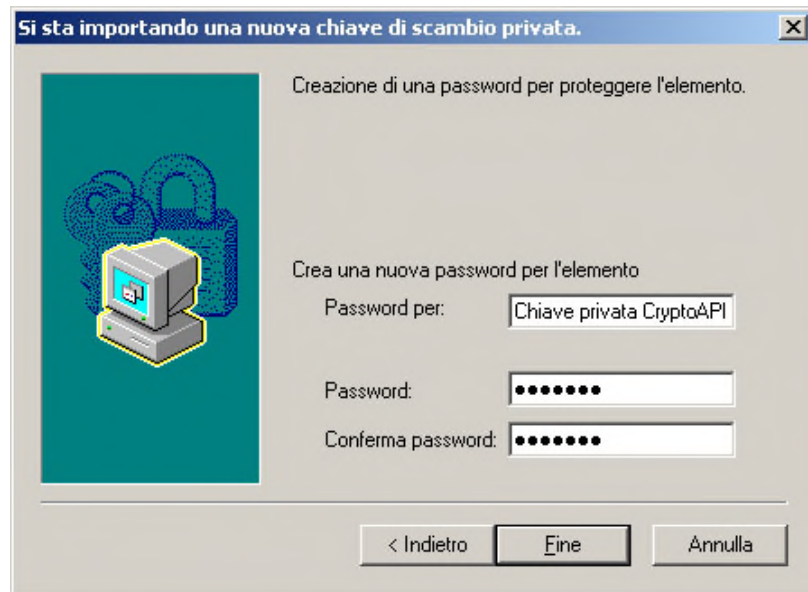 Si sta importando una nuova chiave di scambio privata.
Creazione di una password per proteggere l'elemento.
Crea una nuova password per l'elemento
Password per: Chiave privata CryptoAPI
Password: ●●●●●●●
Conferma password: ●●●●●●●
< Indietro Fine Annulla